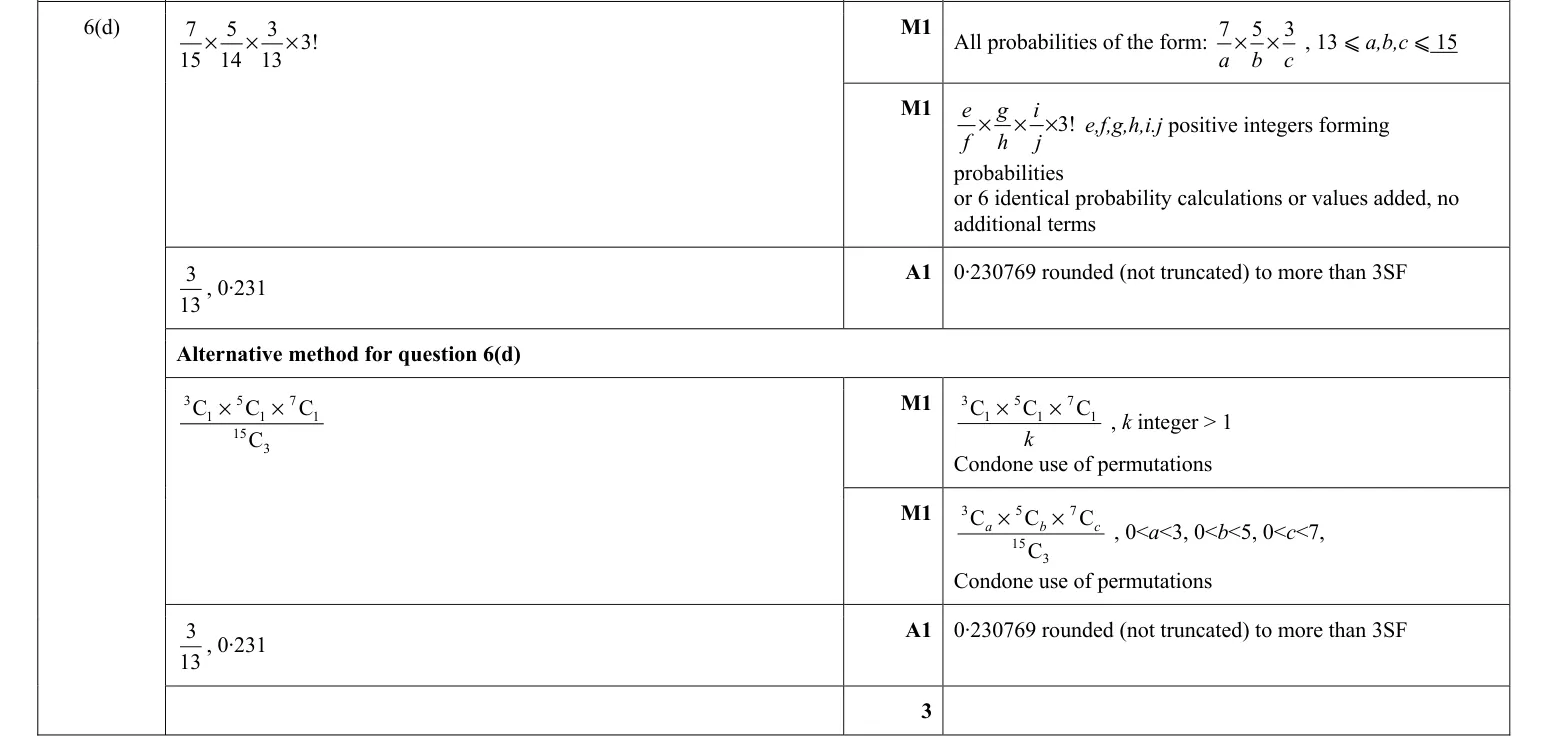 6(d)
7/15 × 5/14 × 3/13 × 3!
M1
All probabilities of the form: 7/a × 5/b × 3/c , 13 ⩽ a,b,c ⩽ 15
M1
e/f × g/h × i/j ×3! e,f,g,h,i.j positive integers forming
probabilities
or 6 identical probability calculations or values added, no
additional terms
3/13 , 0·231
A1
0·230769 rounded (not truncated) to more than 3SF
Alternative method for question 6(d)
³C₁ × ⁵C₁ × ⁷C₁
¹⁵C₃
M1
³C₁ × ⁵C₁ × ⁷C₁
k
, k integer > 1
Condone use of permutations
M1
³Cₐ × ⁵C_b × ⁷C_c
¹⁵C₃
, 0<a<3, 0<b<5, 0<c<7,
Condone use of permutations
3/13 , 0·231
A1
0·230769 rounded (not truncated) to more than 3SF
3